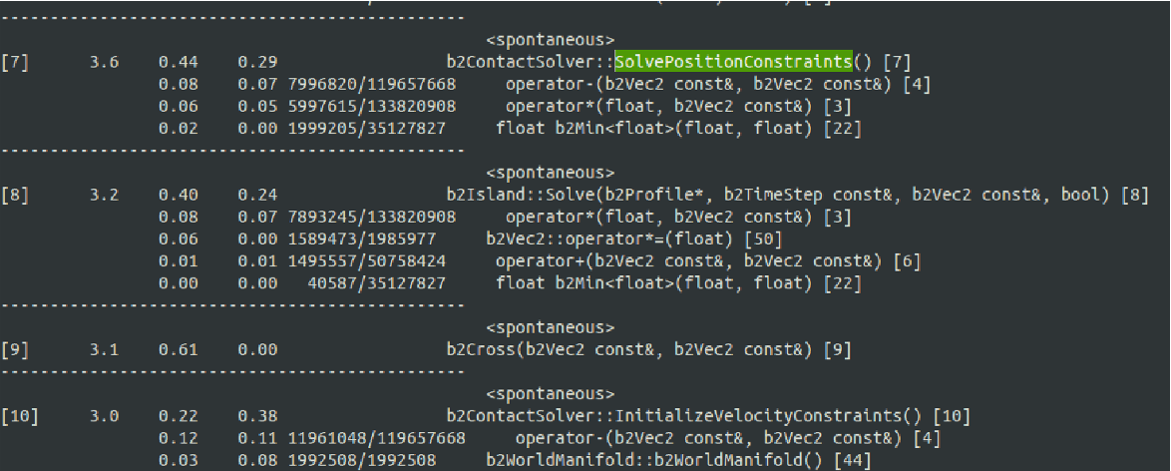 -----------------------------------------------
<spontaneous>
[7] 3.6 0.44 0.29 b2ContactSolver::SolvePositionConstraints() [7]
0.08 0.07 7996820/119657668 operator-(b2Vec2 const&, b2Vec2 const&) [4]
0.06 0.05 5997615/133820908 operator*(float, b2Vec2 const&) [3]
0.02 0.00 1999205/35127827 float b2Min<float>(float, float) [22]
-----------------------------------------------
<spontaneous>
[8] 3.2 0.40 0.24 b2Island::Solve(b2Profile*, b2TimeStep const&, b2Vec2 const&, bool) [8]
0.08 0.07 7893245/133820908 operator*(float, b2Vec2 const&) [3]
0.06 0.00 1589473/1985977 b2Vec2::operator*=(float) [50]
0.01 0.01 1495557/50758424 operator+(b2Vec2 const&, b2Vec2 const&) [6]
0.00 0.00 40587/35127827 float b2Min<float>(float, float) [22]
-----------------------------------------------
<spontaneous>
[9] 3.1 0.61 0.00 b2Cross(b2Vec2 const&, b2Vec2 const&) [9]
-----------------------------------------------
<spontaneous>
[10] 3.0 0.22 0.38 b2ContactSolver::InitializeVelocityConstraints() [10]
0.12 0.11 11961048/119657668 operator-(b2Vec2 const&, b2Vec2 const&) [4]
0.03 0.08 1992508/1992508 b2WorldManifold::b2WorldManifold() [44]